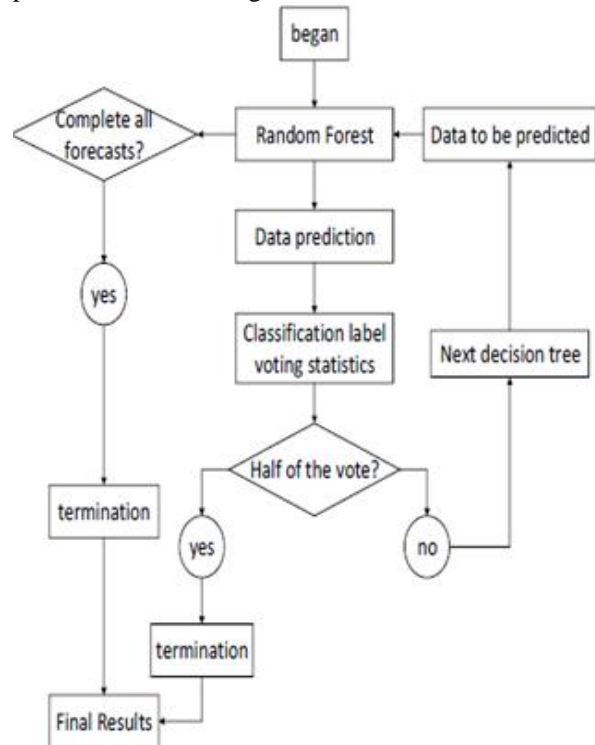 began
Complete all
forecasts?
Random Forest
Data to be predicted
Data prediction
yes
Classification label
voting statistics
Next decision tree
Half of the vote?
termination
yes
no
termination
Final Results